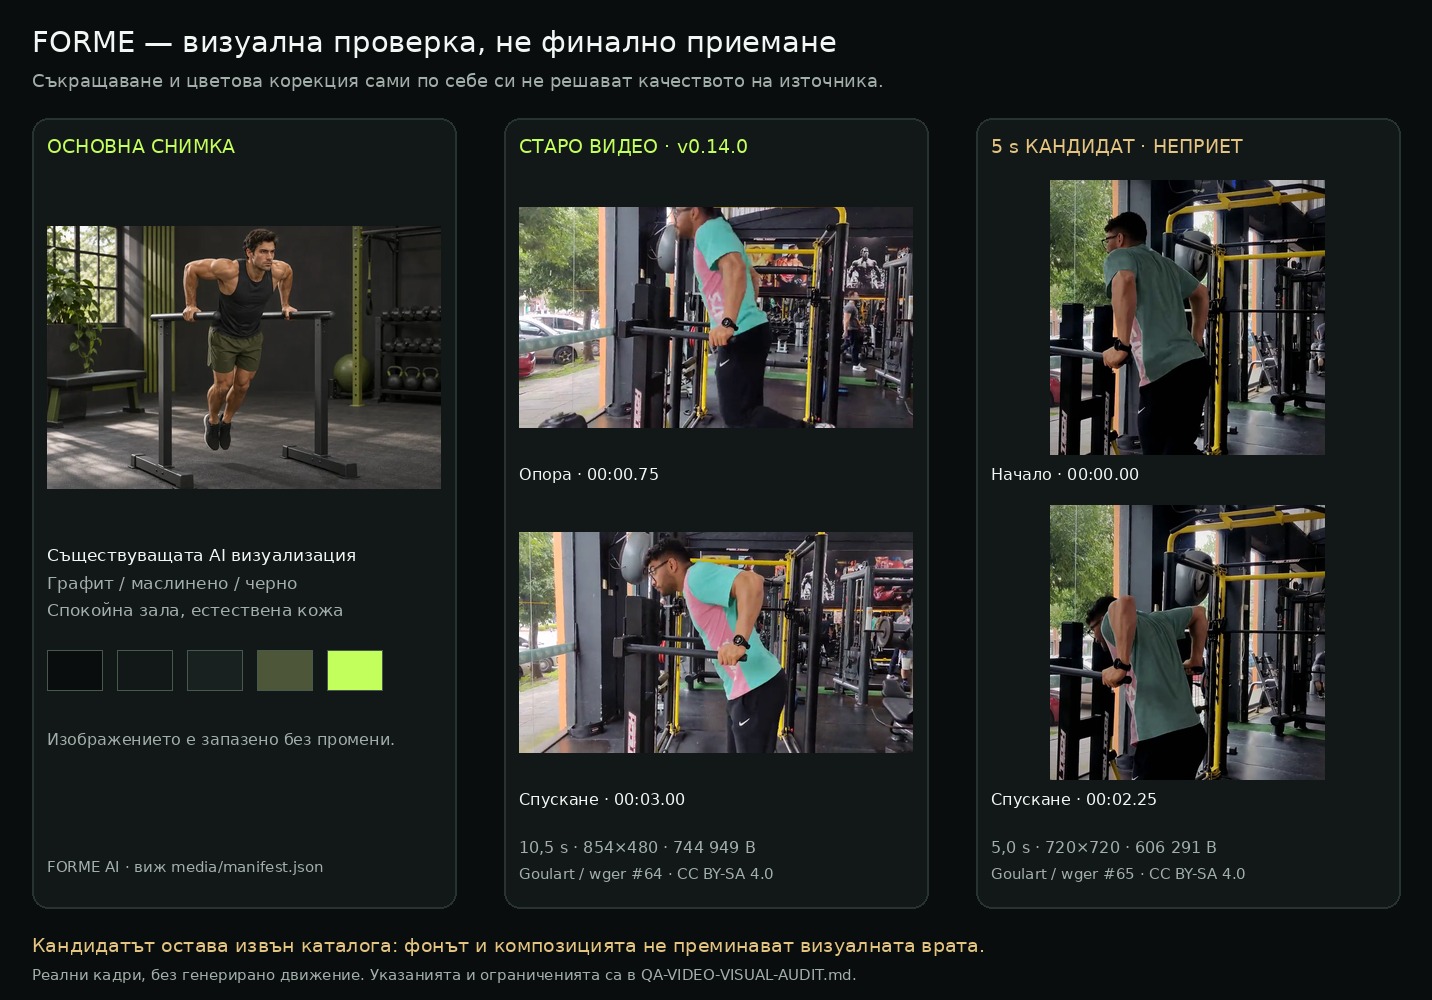 FORME — визуална проверка, не финално приемане
Съкращаване и цветова корекция сами по себе си не решават качеството на източника.
ОСНОВНА СНИМКА
Съществуващата AI визуализация
Графит / маслинено / черно
Спокойна зала, естествена кожа
Изображението е запазено без промени.
FORME AI · виж media/manifest.json
СТАРО ВИДЕО · v0.14.0
Опора · 00:00.75
Спускане · 00:03.00
10,5 s · 854×480 · 744 949 B
Goulart / wger #64 · CC BY-SA 4.0
5 s КАНДИДАТ · НЕПРИЕТ
Начало · 00:00.00
Спускане · 00:02.25
5,0 s · 720×720 · 606 291 B
Goulart / wger #65 · CC BY-SA 4.0
Кандидатът остава извън каталога: фонът и композицията не преминават визуалната врата.
Реални кадри, без генерирано движение. Указанията и ограниченията са в QA-VIDEO-VISUAL-AUDIT.md.